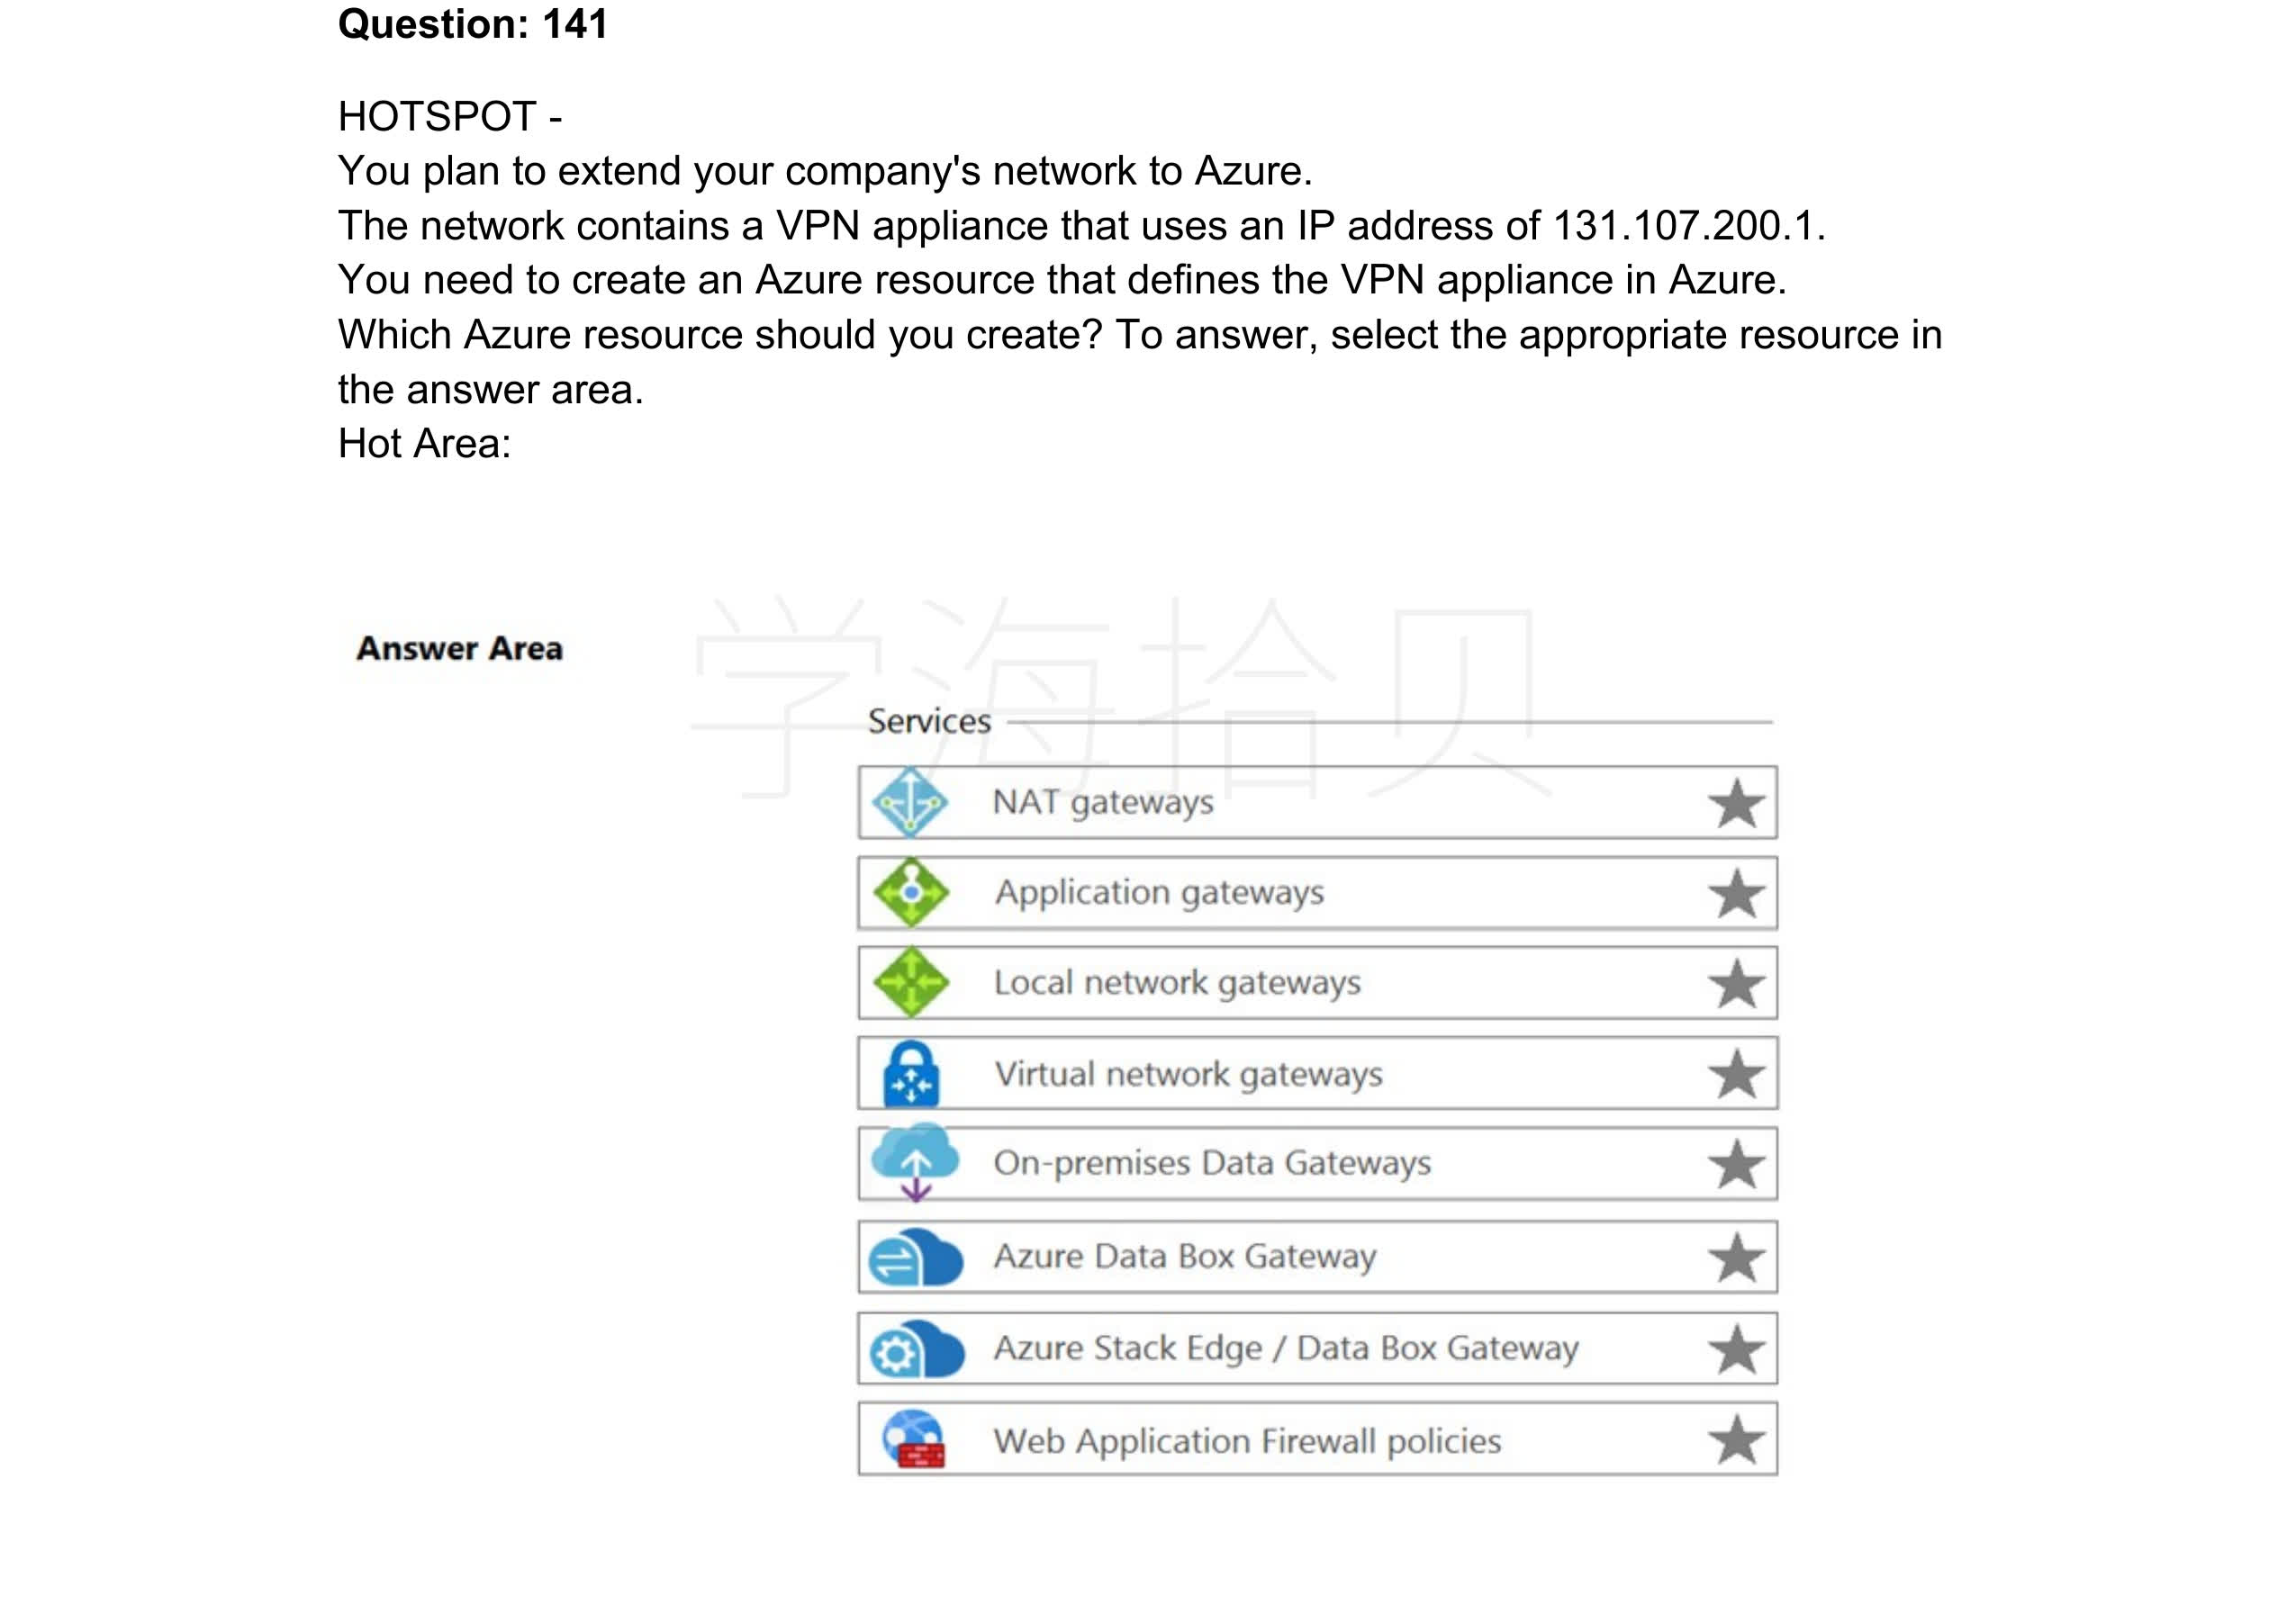 Question: 141
HOTSPOT -
You plan to extend your company's network to Azure.
The network contains a VPN appliance that uses an IP address of 131.107.200.1.
You need to create an Azure resource that defines the VPN appliance in Azure.
Which Azure resource should you create? To answer, select the appropriate resource in
the answer area.
Hot Area:
学海拾贝
Answer Area
Services
NAT gateways
Application gateways
Local network gateways
Virtual network gateways
On-premises Data Gateways
Azure Data Box Gateway
Azure Stack Edge / Data Box Gateway
Web Application Firewall policies